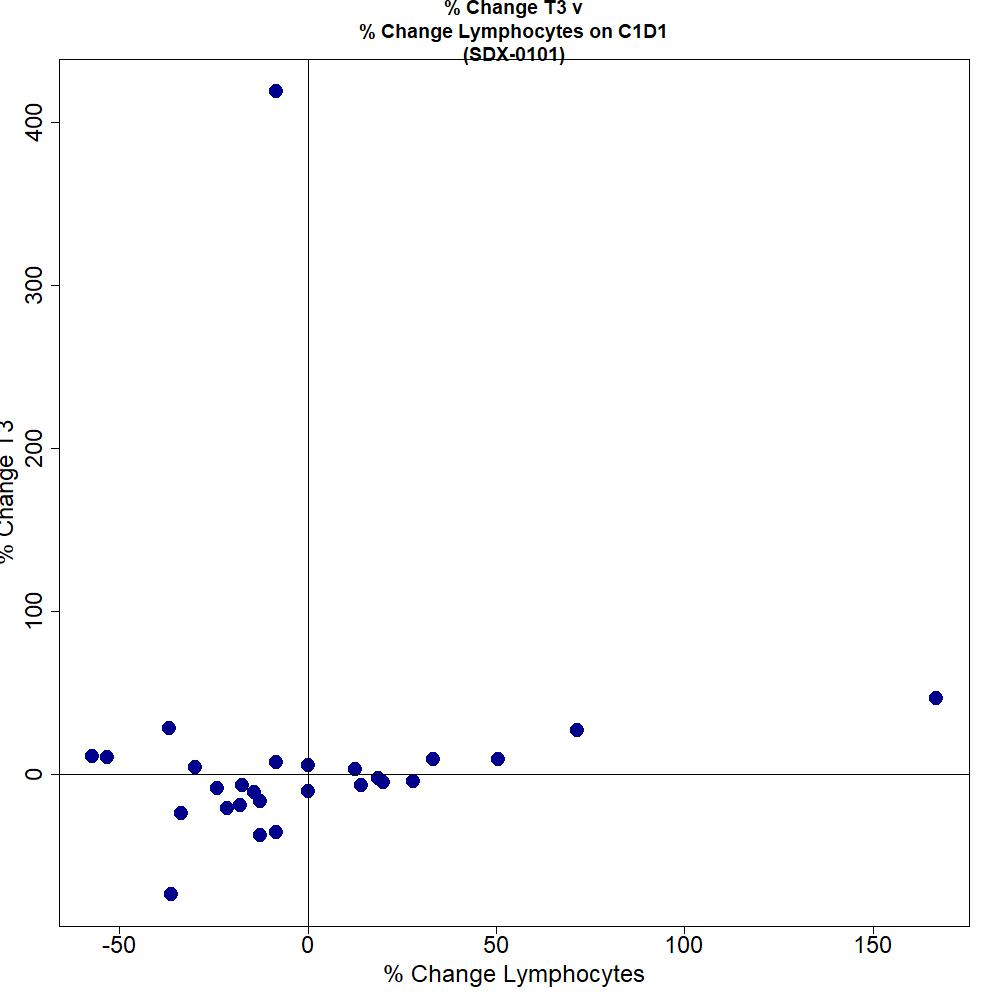 % Change T3 v
% Change Lymphocytes on C1D1
(SDX-0101)
% Change T3
400
300
200
100
0
-50
0
50
100
150
% Change Lymphocytes